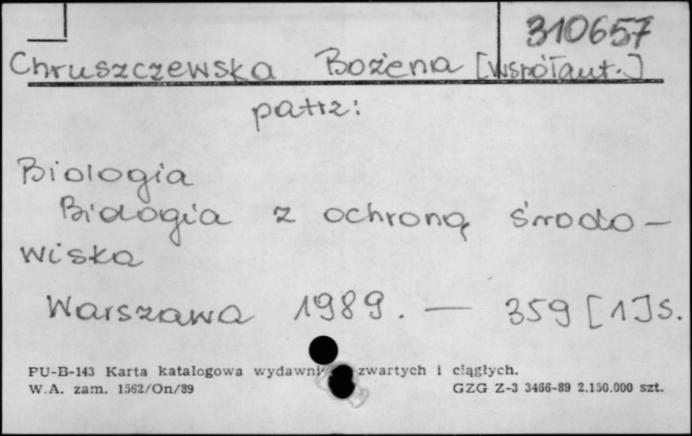 310657
Chruszczewska Bożena [współaut.]
patrz:
Biologia
Biologia z ochroną środo-
wiska
Warszawa 1989. — 359 [1] s.
PU-B-143 Karta katalogowa wydawni zwartych i ciągłych.
W.A. zam. 1562/On/89 GZG Z-3 3466-89 2.150.000 szt.